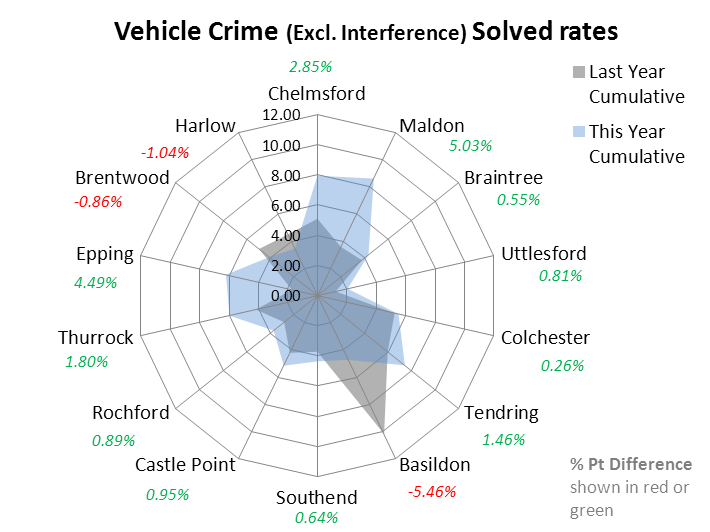 Vehicle Crime (Excl. Interference) Solved rates
2.85%
Chelmsford
Last Year
Cumulative
This Year
Cumulative
12.00
10.00
8.00
6.00
4.00
2.00
0.00
Maldon
5.03%
Braintree
0.55%
Uttlesford
0.81%
Colchester
0.26%
Tendring
1.46%
Basildon
-5.46%
Southend
0.64%
Castle Point
0.95%
Rochford
0.89%
Thurrock
1.80%
Epping
4.49%
Brentwood
-0.86%
Harlow
-1.04%
% Pt Difference
shown in red or
green